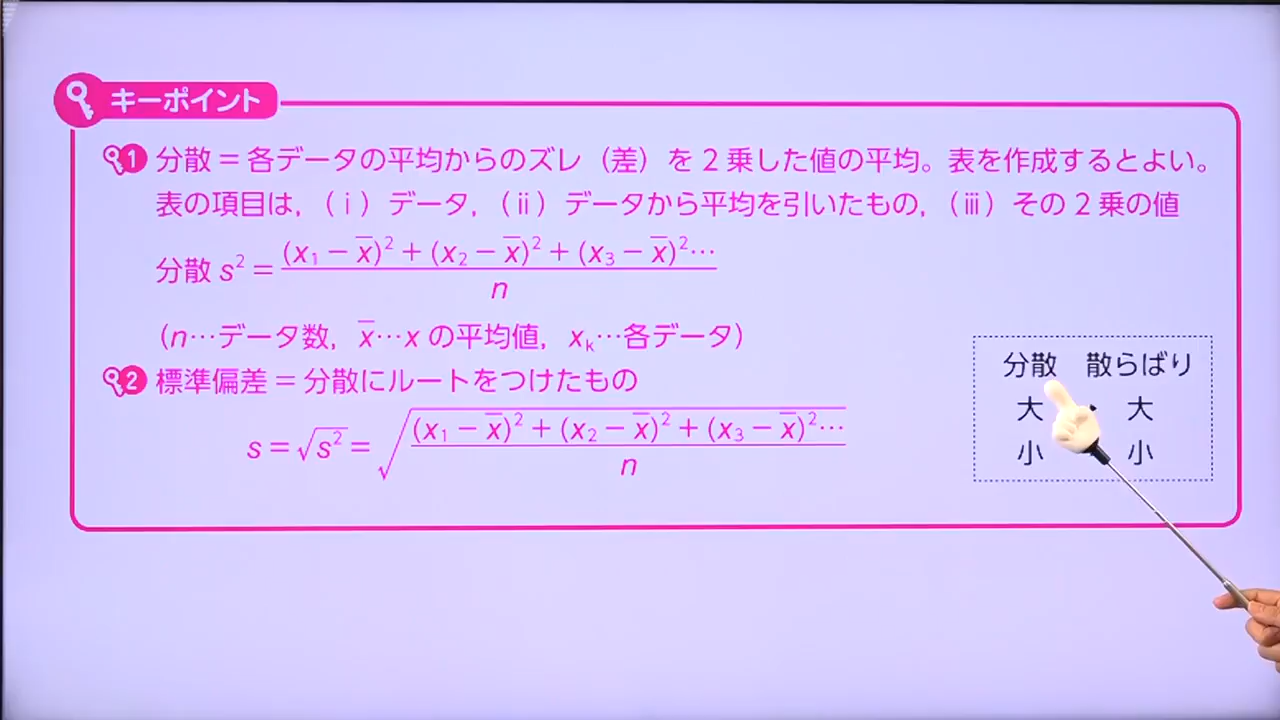 キーポイント
1 分散＝各データの平均からのズレ（差）を2乗した値の平均。表を作成するとよい。
表の項目は，（ⅰ）データ，（ⅱ）データから平均を引いたもの，（ⅲ）その2乗の値
分散 s² = ((x₁ − x̅)² + (x₂ − x̅)² + (x₃ − x̅)²…) / n
（n…データ数，x̅…x の平均値，xₖ…各データ）
2 標準偏差＝分散にルートをつけたもの
s = √s² = √(((x₁ − x̅)² + (x₂ − x̅)² + (x₃ − x̅)²…) / n)
分散 散らばり
大 大
小 小